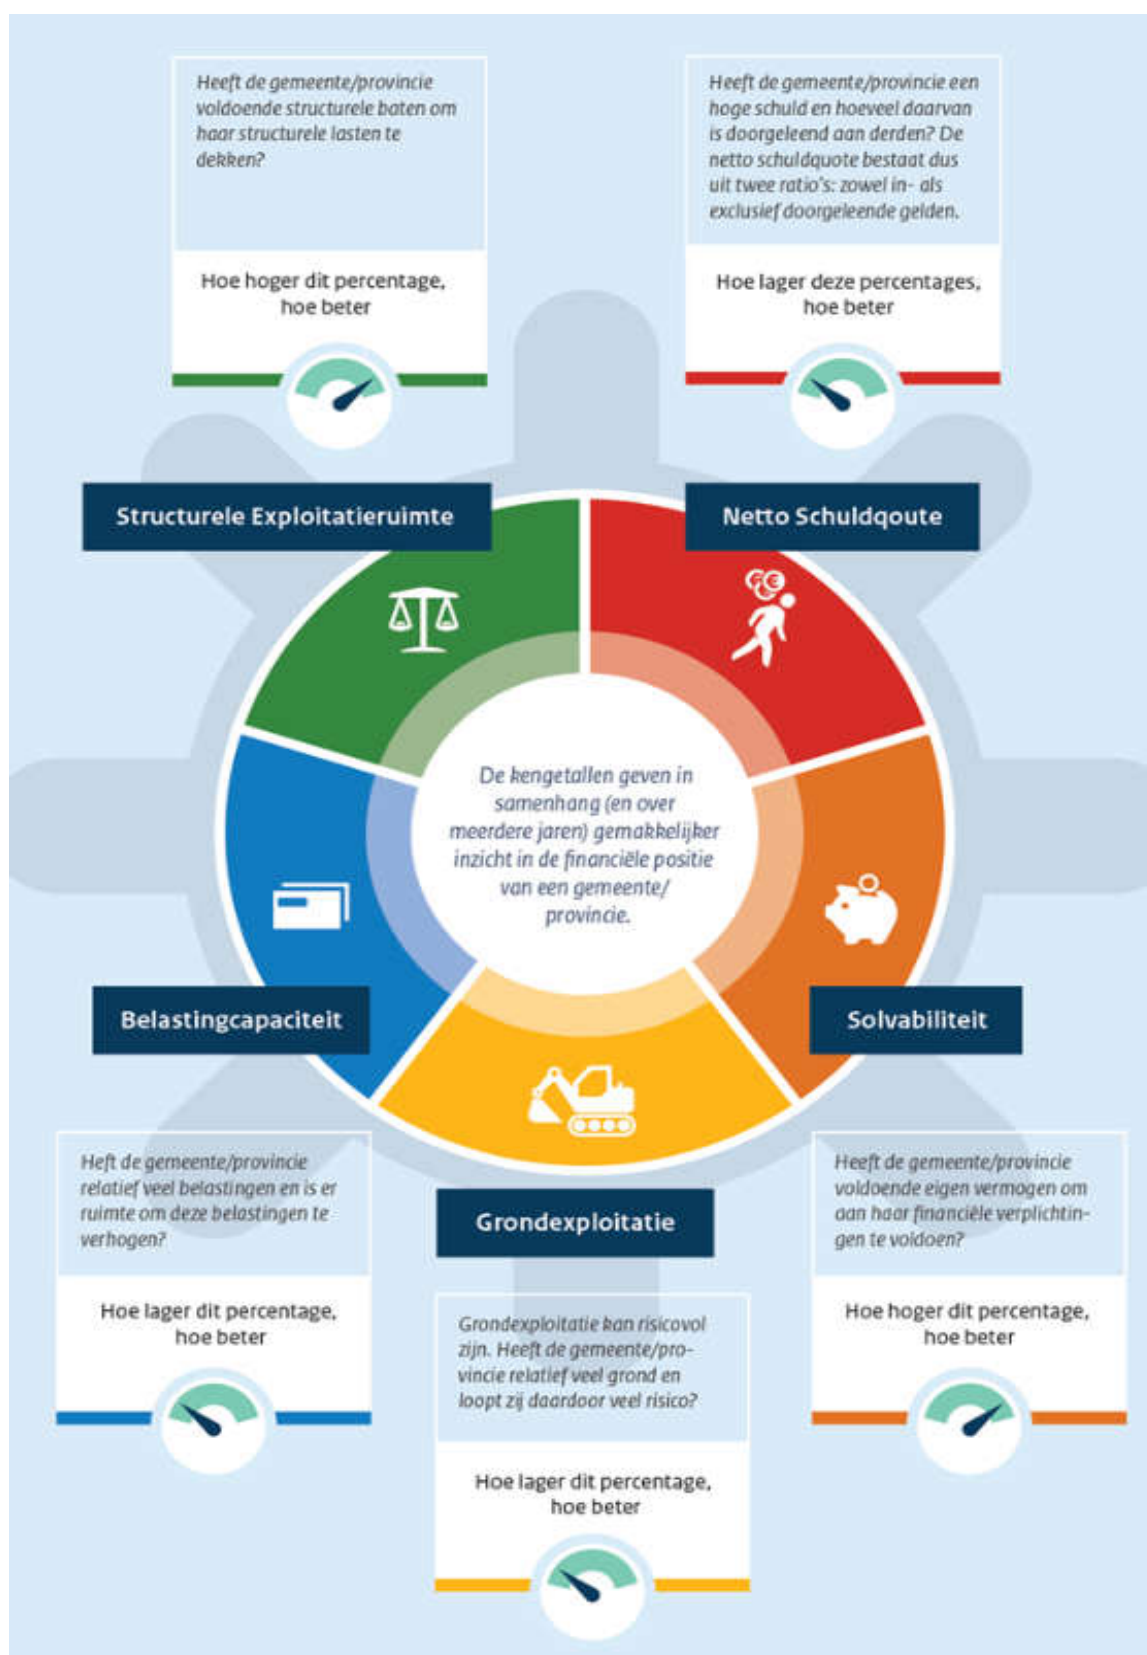 Heeft de gemeente/provincie
voldoende structurele baten om
haar structurele lasten te
dekken?
Hoe hoger dit percentage,
hoe beter
Heeft de gemeente/provincie een
hoge schuld en hoeveel daarvan
is doorgeleend aan derden? De
netto schuldquote bestaat dus
uit twee ratio's: zowel in- als
exclusief doorgeleende gelden.
Hoe lager deze percentages,
hoe beter
Structurele Exploitatieruimte
Netto Schuldqoute
De kengetallen geven in
samenhang (en over
meerdere jaren) gemakkelijker
inzicht in de financiële positie
van een gemeente/
provincie.
Belastingcapaciteit
Solvabiliteit
Heft de gemeente/provincie
relatief veel belastingen en is er
ruimte om deze belastingen te
verhogen?
Hoe lager dit percentage,
hoe beter
Grondexploitatie
Grondexploitatie kan risicovol
zijn. Heeft de gemeente/pro-
vincie relatief veel grond en
loopt zij daardoor veel risico?
Hoe lager dit percentage,
hoe beter
Heeft de gemeente/provincie
voldoende eigen vermogen om
aan haar financiële verplichtin-
gen te voldoen?
Hoe hoger dit percentage,
hoe beter